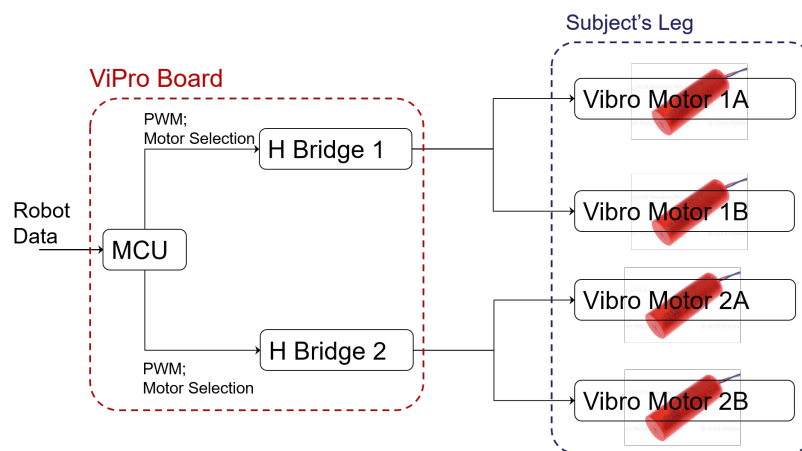 Subject's Leg
ViPro Board
Vibro Motor 1A
PWM;
Motor Selection
H Bridge 1
Robot
Data
Vibro Motor 1B
MCU
Vibro Motor 2A
H Bridge 2
PWM;
Motor Selection
Vibro Motor 2B